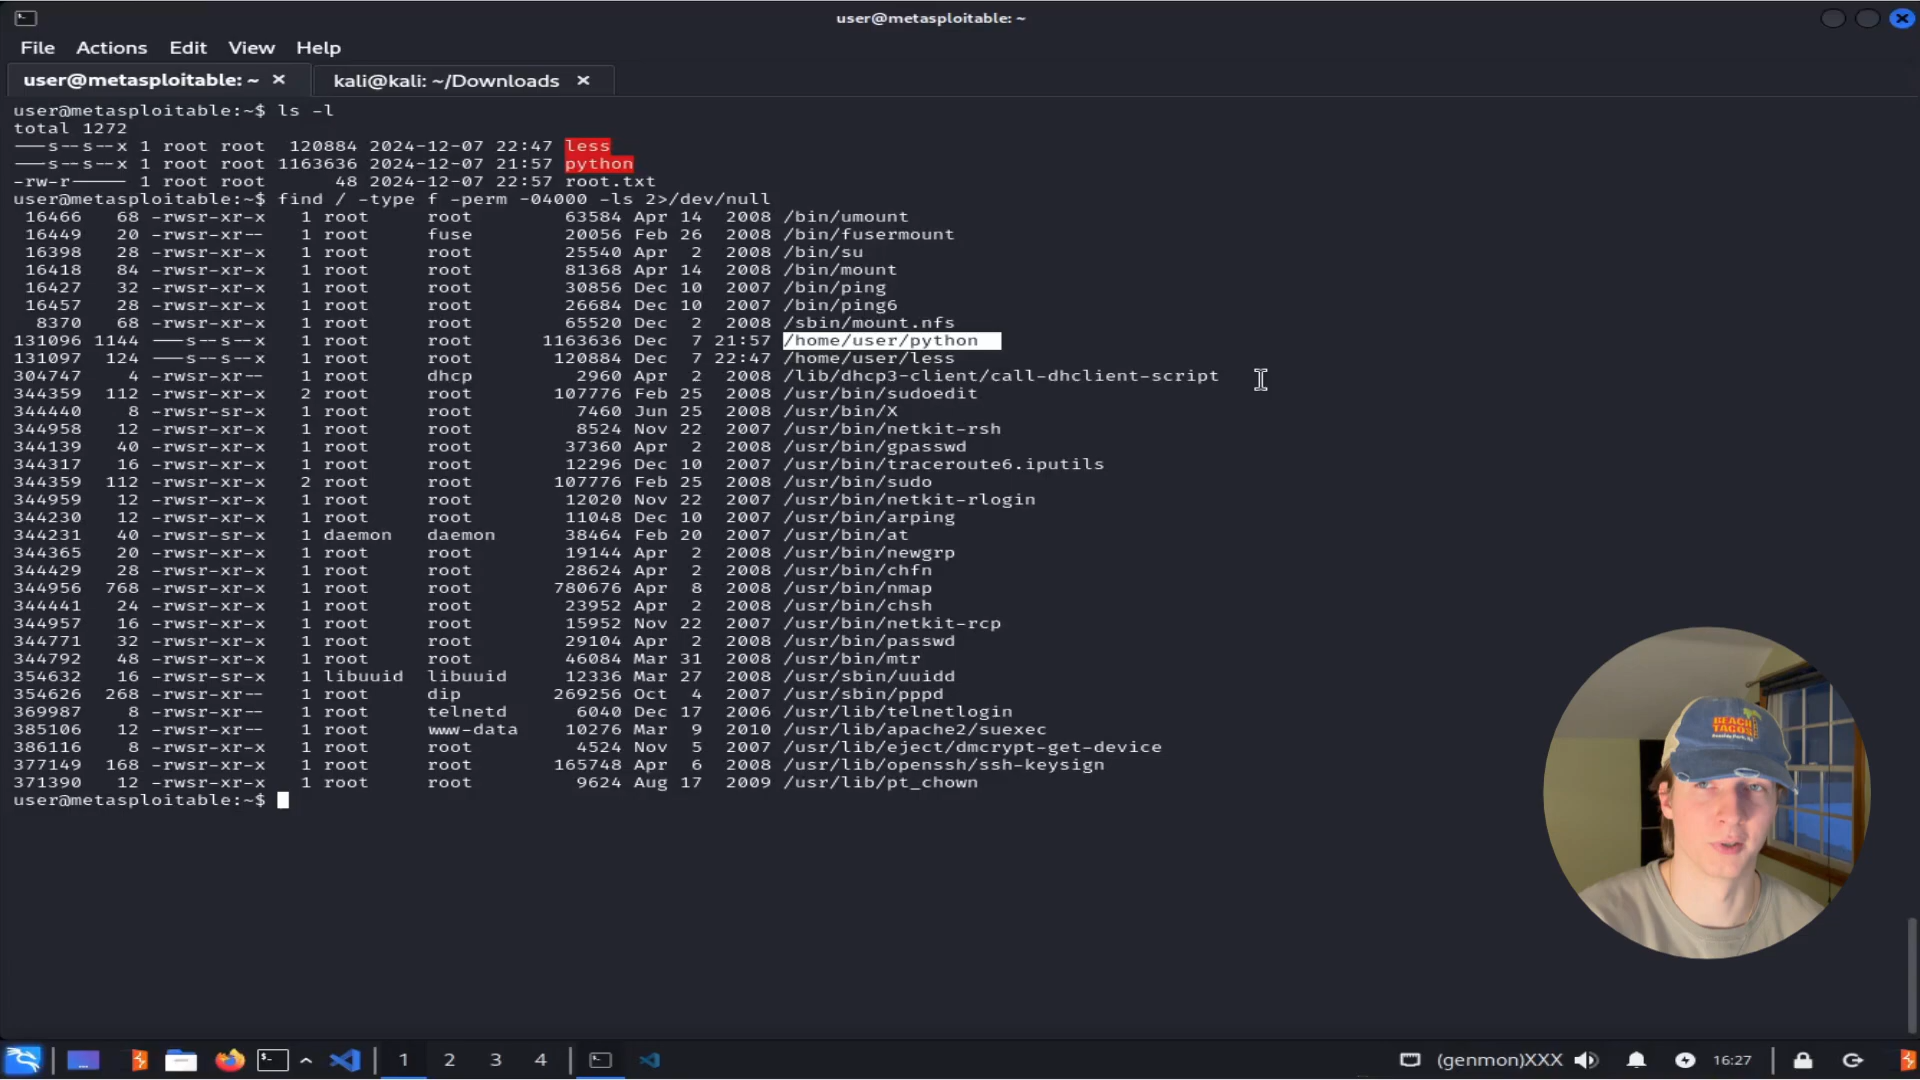 user@metasploitable: ~
File Actions Edit View Help
user@metasploitable: ~ × kali@kali: ~/Downloads ×
user@metasploitable:~$ ls -l
total 1272
---s--s--x 1 root root 120884 2024-12-07 22:47 less
---s--s--x 1 root root 1163636 2024-12-07 21:57 python
-rw-r----- 1 root root 48 2024-12-07 22:57 root.txt
user@metasploitable:~$ find / -type f -perm -04000 -ls 2>/dev/null
16466 68 -rwsr-xr-x 1 root root 63584 Apr 14 2008 /bin/umount
16449 20 -rwsr-xr-- 1 root fuse 20056 Feb 26 2008 /bin/fusermount
16398 28 -rwsr-xr-x 1 root root 25540 Apr 2 2008 /bin/su
16418 84 -rwsr-xr-x 1 root root 81368 Apr 14 2008 /bin/mount
16427 32 -rwsr-xr-x 1 root root 30856 Dec 10 2007 /bin/ping
16457 28 -rwsr-xr-x 1 root root 26684 Dec 10 2007 /bin/ping6
8370 68 -rwsr-xr-x 1 root root 65520 Dec 2 2008 /sbin/mount.nfs
131096 1144 ---s--s--x 1 root root 1163636 Dec 7 21:57 /home/user/python
131097 124 ---s--s--x 1 root root 120884 Dec 7 22:47 /home/user/less
304747 4 -rwsr-xr-- 1 root dhcp 2960 Apr 2 2008 /lib/dhcp3-client/call-dhclient-script
344359 112 -rwsr-xr-x 2 root root 107776 Feb 25 2008 /usr/bin/sudoedit
344440 8 -rwsr-sr-x 1 root root 7460 Jun 25 2008 /usr/bin/X
344958 12 -rwsr-xr-x 1 root root 8524 Nov 22 2007 /usr/bin/netkit-rsh
344139 40 -rwsr-xr-x 1 root root 37360 Apr 2 2008 /usr/bin/gpasswd
344317 16 -rwsr-xr-x 1 root root 12296 Dec 10 2007 /usr/bin/traceroute6.iputils
344359 112 -rwsr-xr-x 2 root root 107776 Feb 25 2008 /usr/bin/sudo
344959 12 -rwsr-xr-x 1 root root 12020 Nov 22 2007 /usr/bin/netkit-rlogin
344230 12 -rwsr-xr-x 1 root root 11048 Dec 10 2007 /usr/bin/arping
344231 40 -rwsr-sr-x 1 daemon daemon 38464 Feb 20 2007 /usr/bin/at
344365 20 -rwsr-xr-x 1 root root 19144 Apr 2 2008 /usr/bin/newgrp
344429 28 -rwsr-xr-x 1 root root 28624 Apr 2 2008 /usr/bin/chfn
344956 768 -rwsr-xr-x 1 root root 780676 Apr 8 2008 /usr/bin/nmap
344441 24 -rwsr-xr-x 1 root root 23952 Apr 2 2008 /usr/bin/chsh
344957 16 -rwsr-xr-x 1 root root 15952 Nov 22 2007 /usr/bin/netkit-rcp
344771 32 -rwsr-xr-x 1 root root 29104 Apr 2 2008 /usr/bin/passwd
344792 48 -rwsr-xr-x 1 root root 46084 Mar 31 2008 /usr/bin/mtr
354632 16 -rwsr-sr-x 1 libuuid libuuid 12336 Mar 27 2008 /usr/sbin/uuidd
354626 268 -rwsr-xr-- 1 root dip 269256 Oct 4 2007 /usr/sbin/pppd
369987 8 -rwsr-xr-- 1 root telnetd 6040 Dec 17 2006 /usr/lib/telnetlogin
385106 12 -rwsr-xr-- 1 root www-data 10276 Mar 9 2010 /usr/lib/apache2/suexec
386116 8 -rwsr-xr-x 1 root root 4524 Nov 5 2007 /usr/lib/eject/dmcrypt-get-device
377149 168 -rwsr-xr-x 1 root root 165748 Apr 6 2008 /usr/lib/openssh/ssh-keysign
371390 12 -rwsr-xr-x 1 root root 9624 Aug 17 2009 /usr/lib/pt_chown
user@metasploitable:~$
BEACH
TACOS
1 2 3 4 (genmon)XXX 16:27